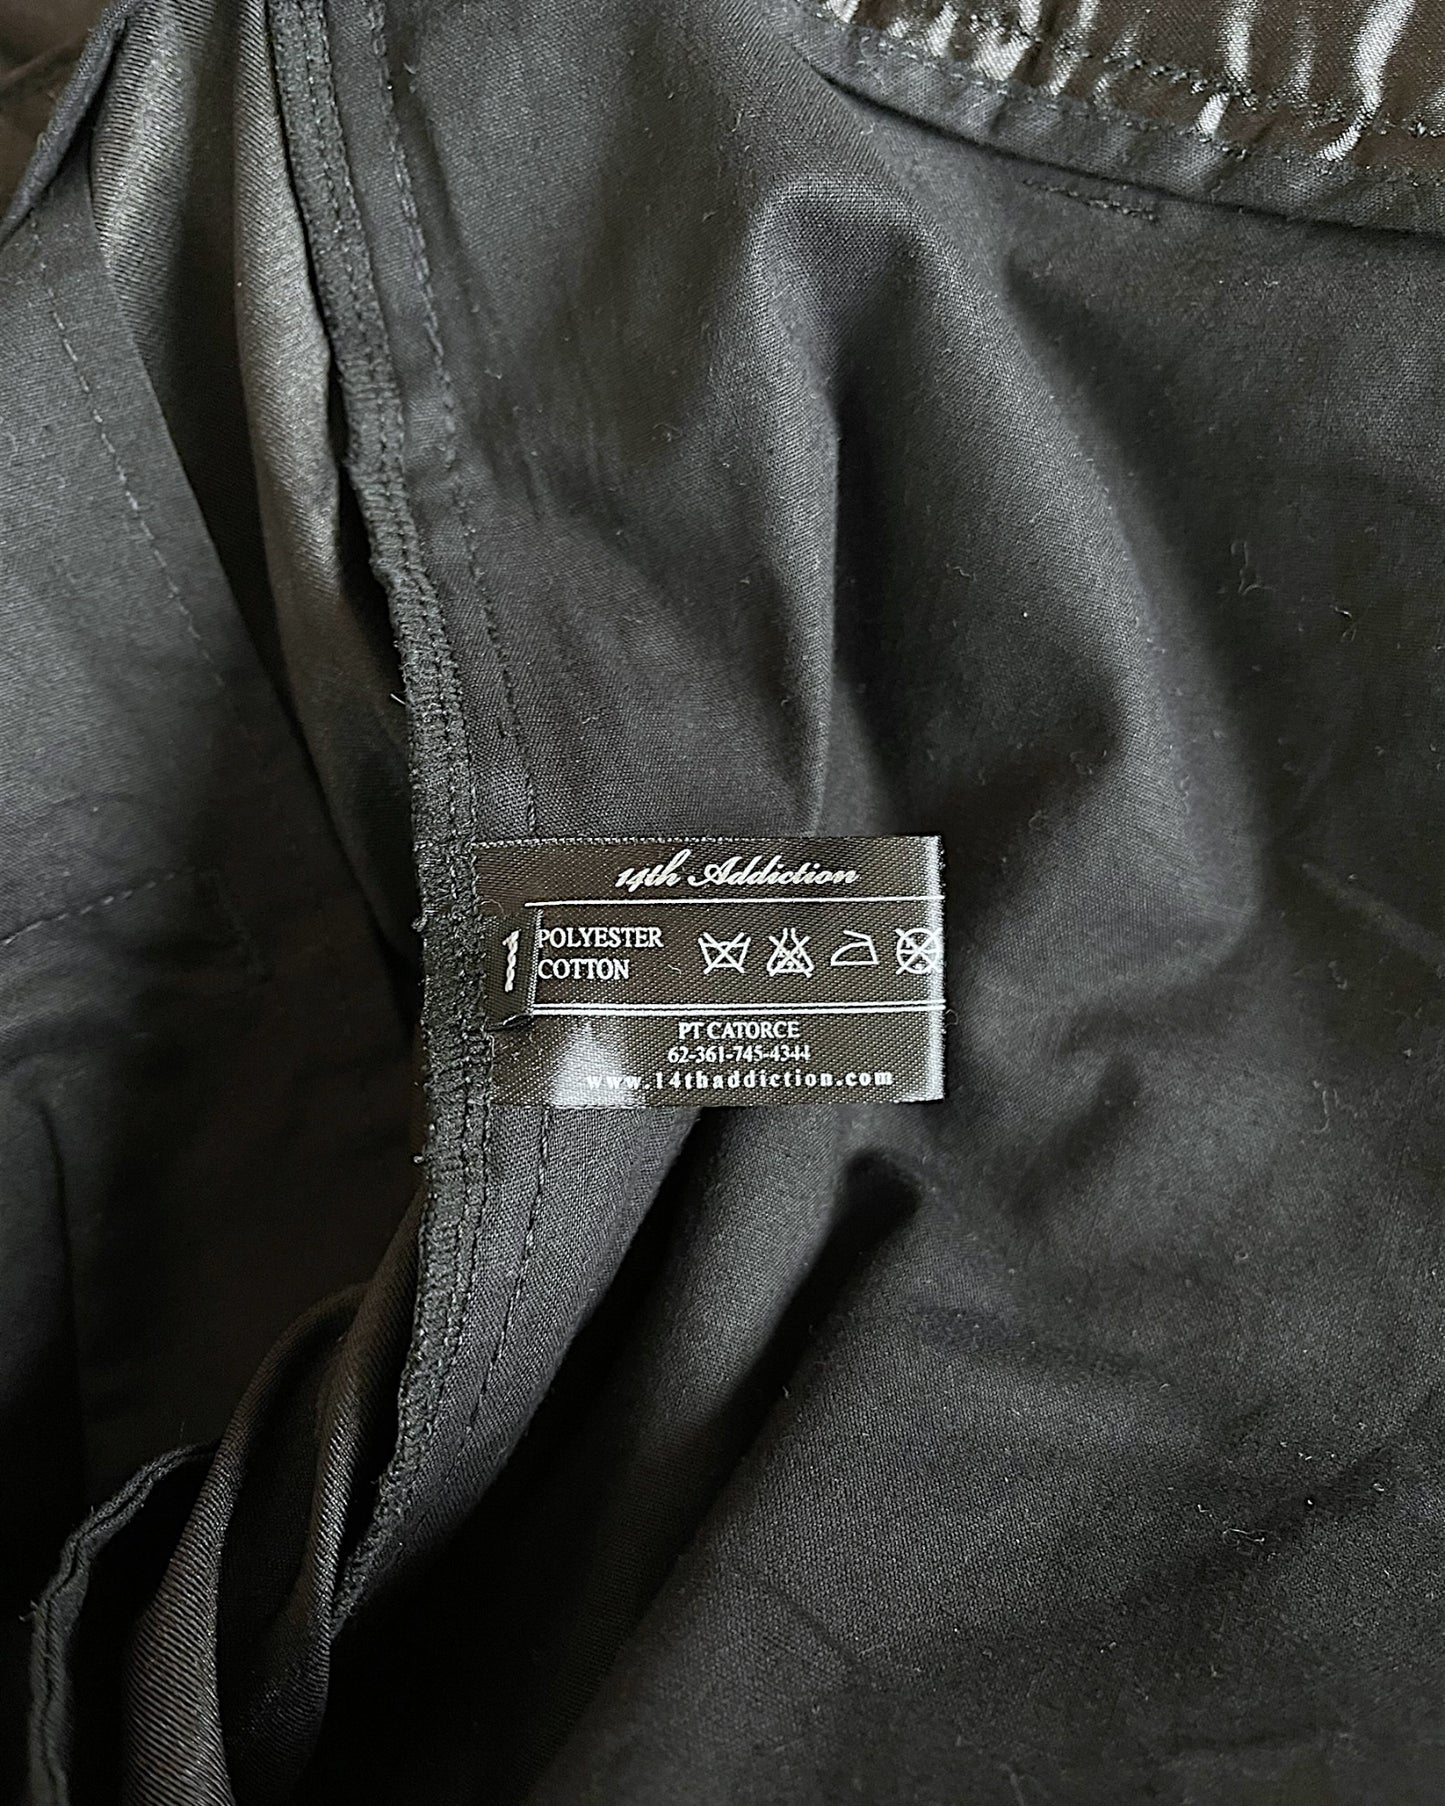 14th Addiction
1
POLYESTER
COTTON
PT CATORCE
62-361-745-4344
www.14thaddiction.com